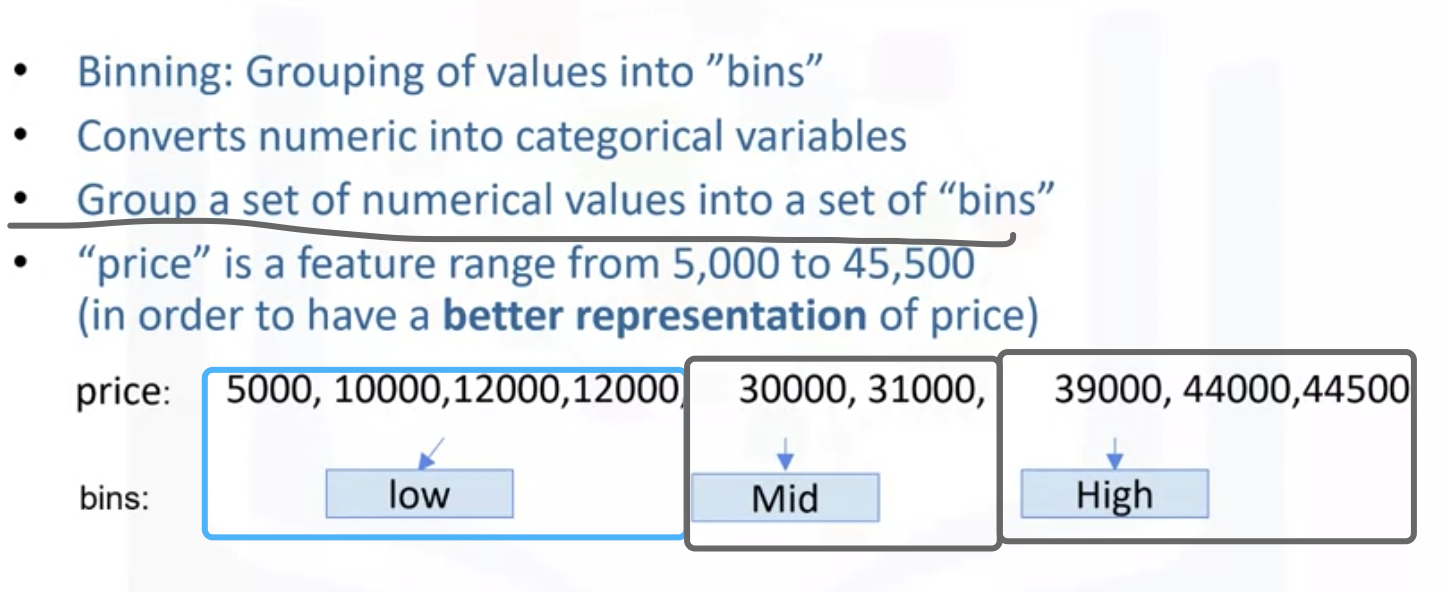 • Binning: Grouping of values into ”bins”
• Converts numeric into categorical variables
• Group a set of numerical values into a set of “bins”
• “price” is a feature range from 5,000 to 45,500
(in order to have a better representation of price)
price: 5000, 10000,12000,12000, 30000, 31000, 39000, 44000,44500
bins: low Mid High